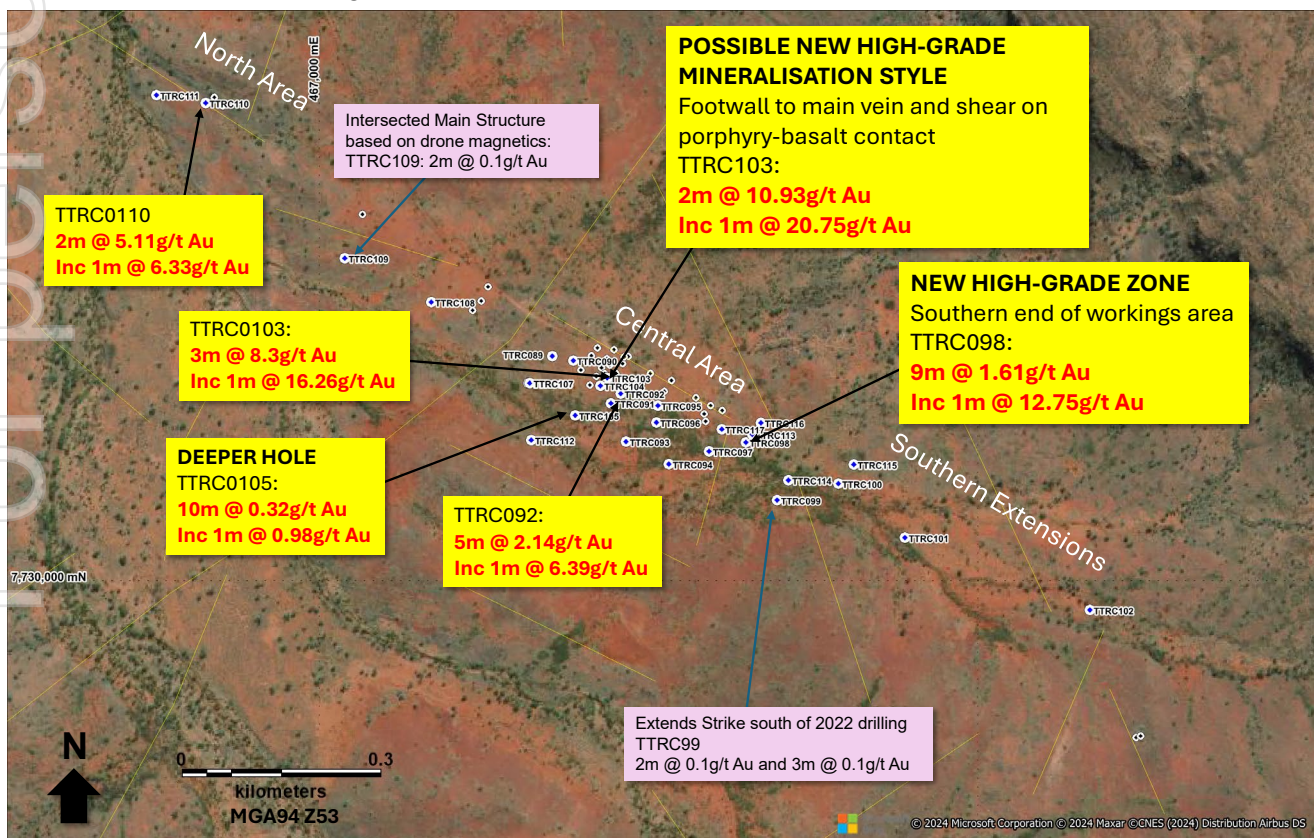 North Area
467,000 mE
TTRC111
TTRC110
Intersected Main Structure
based on drone magnetics:
TTRC109: 2m @ 0.1g/t Au
POSSIBLE NEW HIGH-GRADE
MINERALISATION STYLE
Footwall to main vein and shear on
porphyry-basalt contact
TTRC103:
2m @ 10.93g/t Au
Inc 1m @ 20.75g/t Au
TTRC0110
2m @ 5.11g/t Au
Inc 1m @ 6.33g/t Au
TTRC109
TTRC108
NEW HIGH-GRADE ZONE
Southern end of workings area
TTRC098:
9m @ 1.61g/t Au
Inc 1m @ 12.75g/t Au
TTRC0103:
3m @ 8.3g/t Au
Inc 1m @ 16.26g/t Au
Central Area
TTRC089
TTRC090
TTRC107
TTRC103
TTRC104
TTRC092
TTRC091
TTRC095
TTRC096
TTRC117
TTRC113
TTRC098
TTRC112
TTRC093
TTRC097
TTRC094
TTRC115
TTRC114
TTRC100
TTRC099
Southern Extensions
TTRC101
TTRC102
DEEPER HOLE
TTRC0105:
10m @ 0.32g/t Au
Inc 1m @ 0.98g/t Au
TTRC092:
5m @ 2.14g/t Au
Inc 1m @ 6.39g/t Au
7,730,000 mN
Extends Strike south of 2022 drilling
TTRC99
2m @ 0.1g/t Au and 3m @ 0.1g/t Au
N
0 0.3
kilometers
MGA94 Z53
© 2024 Microsoft Corporation © 2024 Maxar ©CNES (2024) Distribution Airbus DS